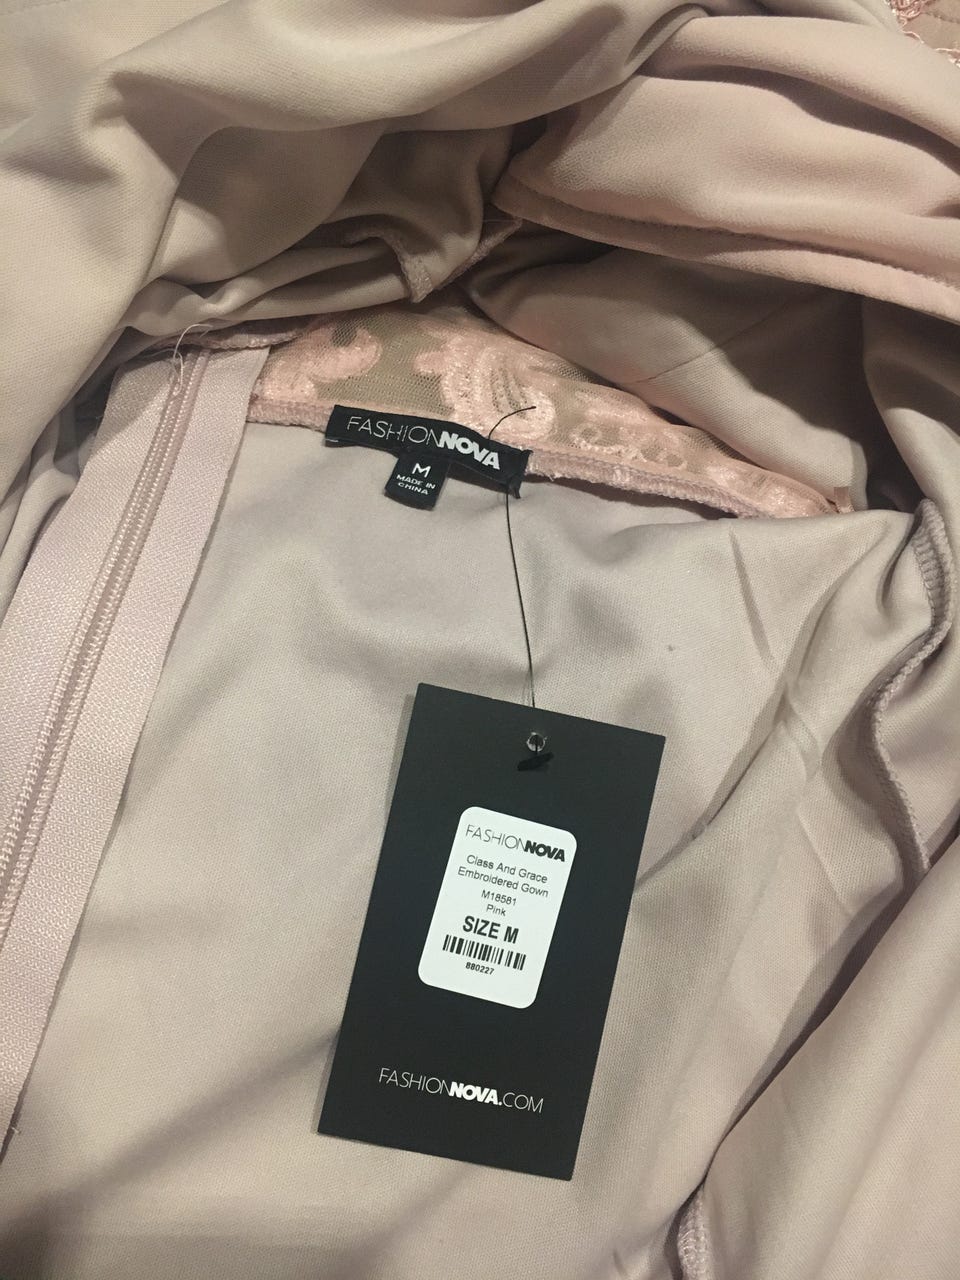 FASHIONNOVA
M
MADE IN
CHINA
FASHIONNOVA
Class And Grace
Embroidered Gown
M18581
Pink
SIZE M
880227
FASHIONNOVA.COM